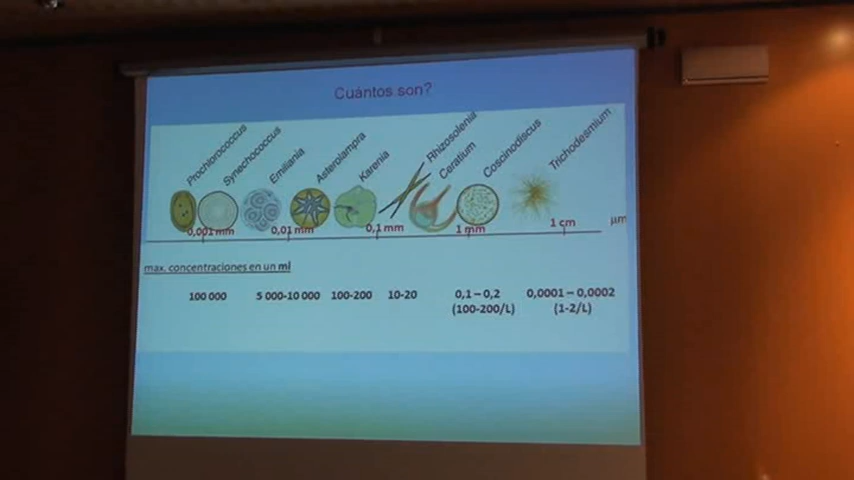 Cuántos son?
Prochlorococcus
Synechococcus
Emiliania
Asterolampra
Karenia
Rhizosolenia
Ceratium
Coscinodiscus
Trichodesmium
0,001 mm 0,01 mm 0,1 mm 1 mm 1 cm µm
max. concentraciones en un ml
100 000 5 000-10 000 100-200 10-20 0,1 – 0,2 0,0001 – 0,0002
(100-200/L) (1-2/L)